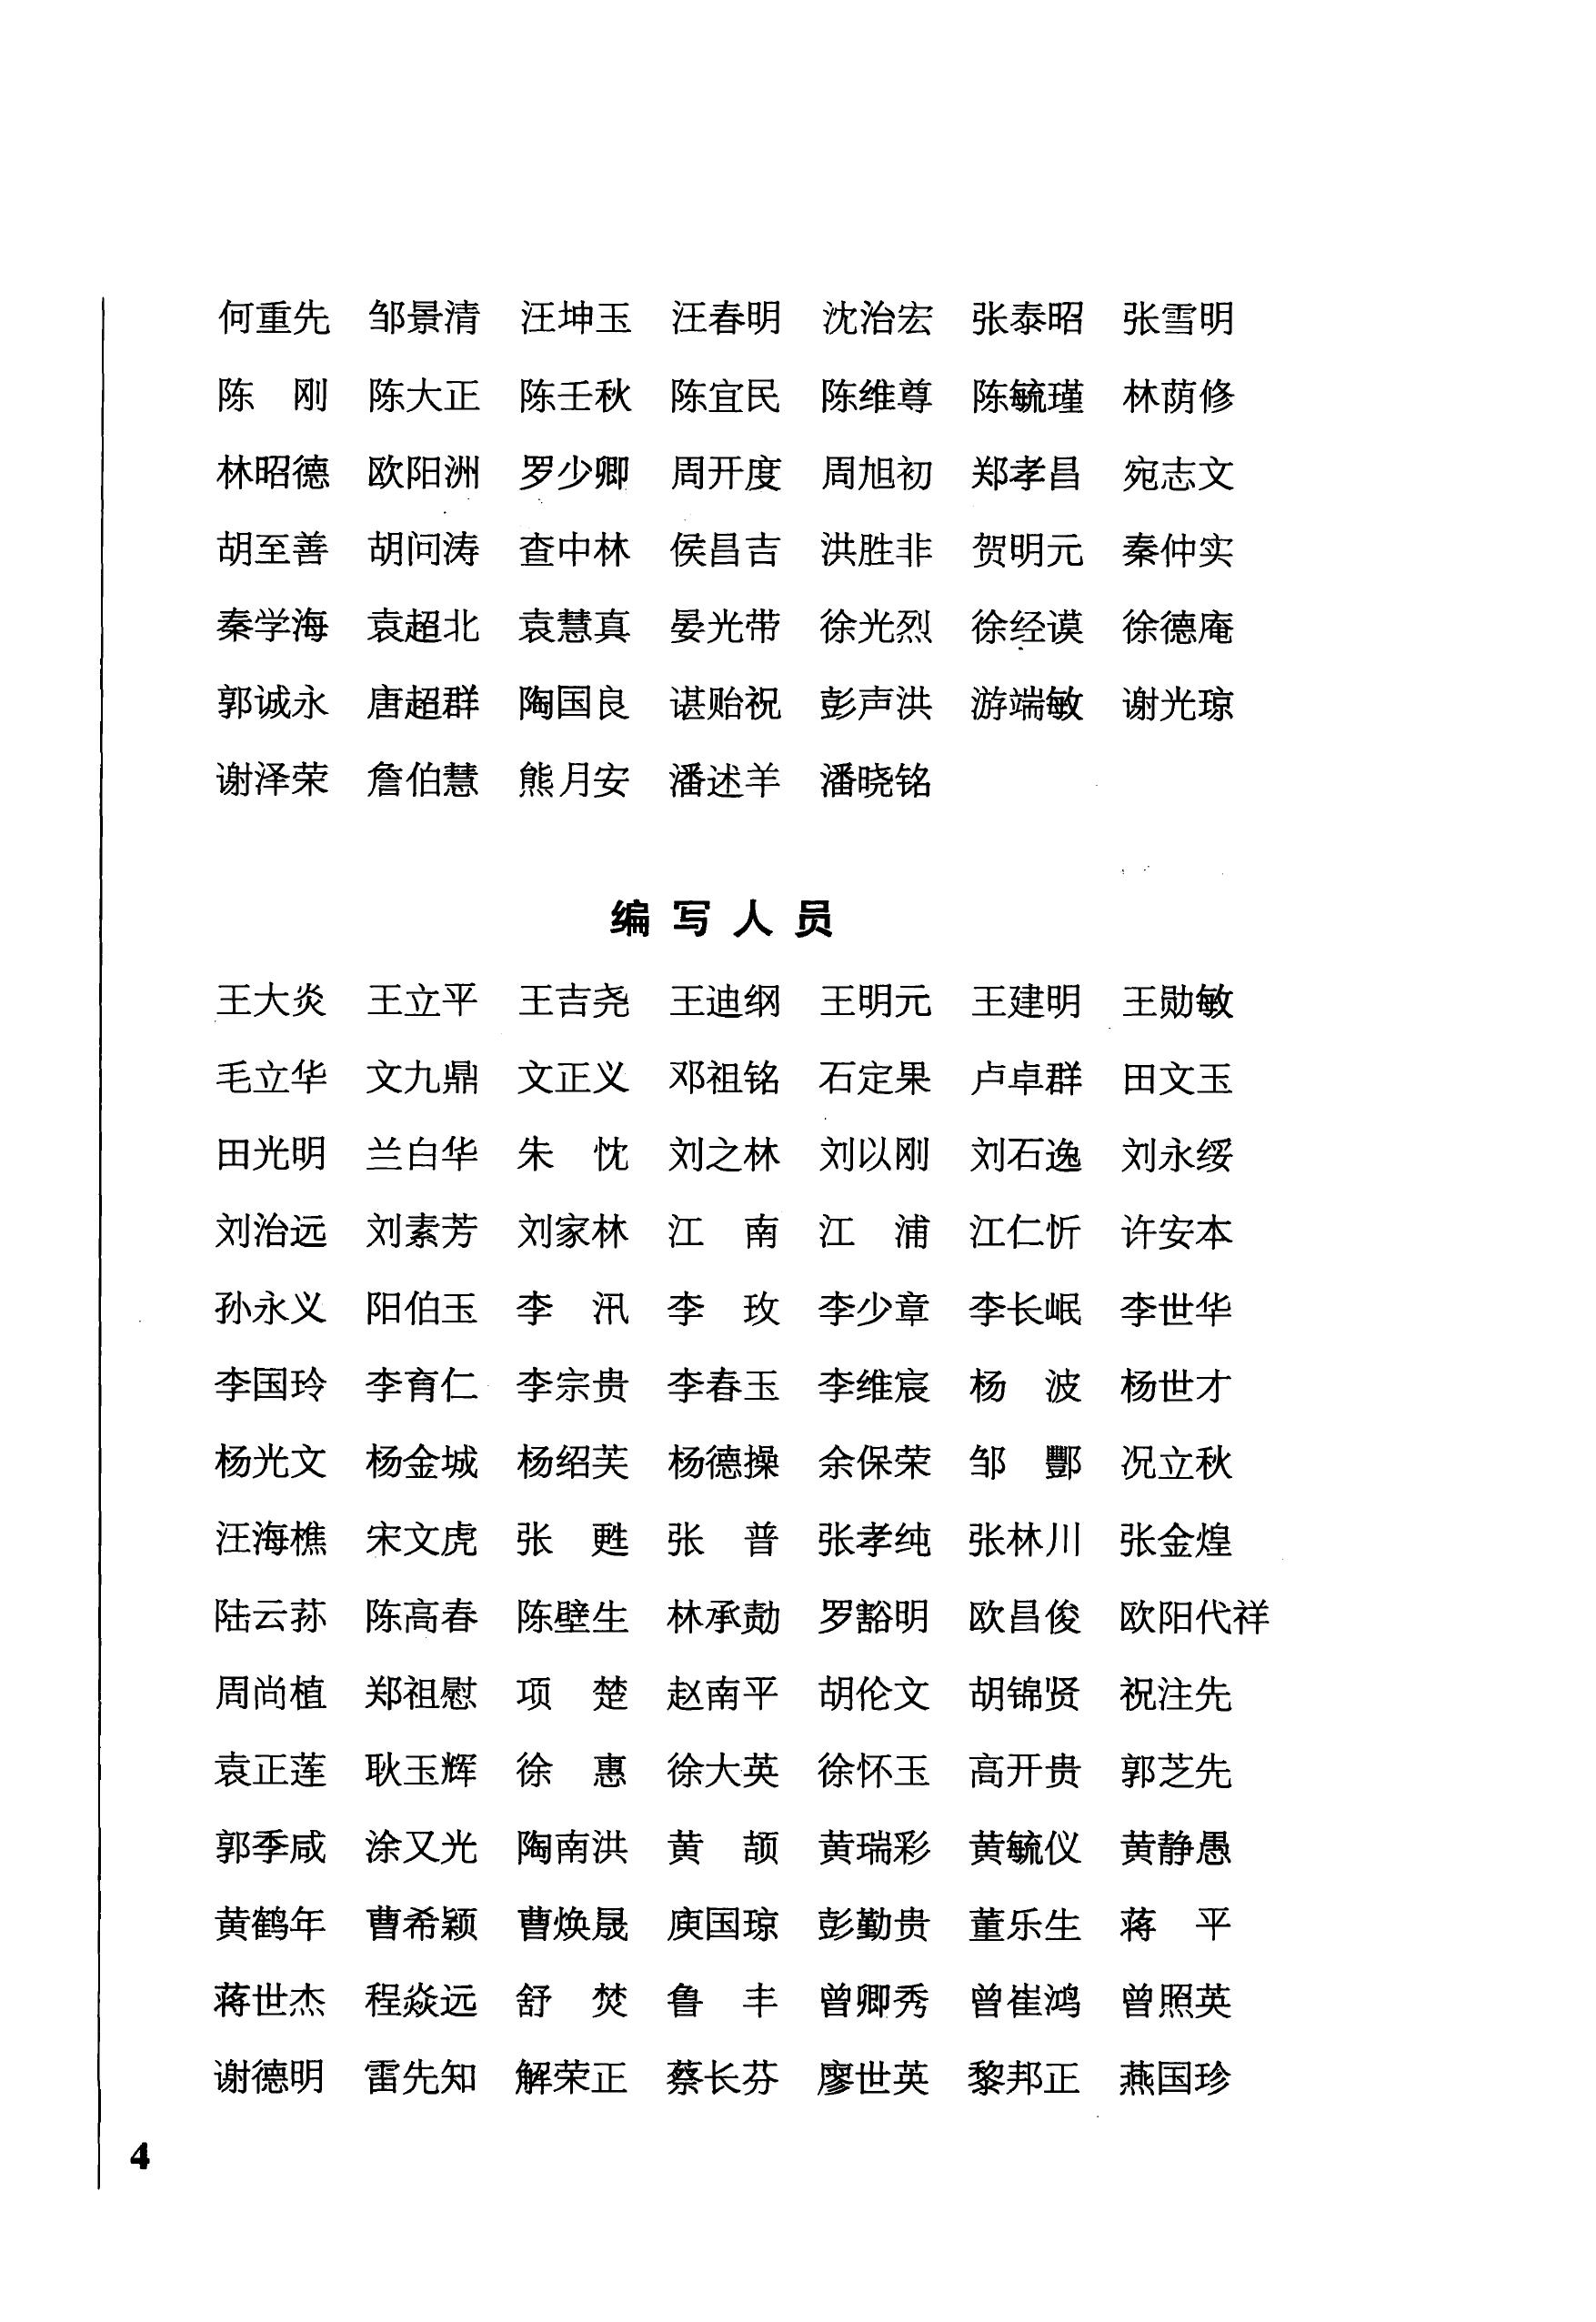 何重先 邹景清 汪坤玉 汪春明 沈治宏 张泰昭 张雪明
陈 刚 陈大正 陈壬秋 陈宜民 陈维尊 陈毓瑾 林荫修
林昭德 欧阳洲 罗少卿 周开度 周旭初 郑孝昌 宛志文
胡至善 胡问涛 查中林 侯昌吉 洪胜非 贺明元 秦仲实
秦学海 袁超北 袁慧真 晏光带 徐光烈 徐经谟 徐德庵
郭诚永 唐超群 陶国良 谌贻祝 彭声洪 游端敏 谢光琼
谢泽荣 詹伯慧 熊月安 潘述羊 潘晓铭
编写人员
王大炎 王立平 王吉尧 王迪纲 王明元 王建明 王勋敏
毛立华 文九鼎 文正义 邓祖铭 石定果 卢卓群 田文玉
田光明 兰白华 朱 忱 刘之林 刘以刚 刘石逸 刘永绥
刘治远 刘素芳 刘家林 江 南 江 浦 江仁忻 许安本
孙永义 阳伯玉 李 汛 李 玫 李少章 李长岷 李世华
李国玲 李育仁 李宗贵 李春玉 李维宸 杨 波 杨世才
杨光文 杨金城 杨绍芙 杨德操 余保荣 邹 酆 况立秋
汪海樵 宋文虎 张 甦 张 普 张孝纯 张林川 张金煌
陆云荪 陈高春 陈壁生 林承勍 罗豁明 欧昌俊 欧阳代祥
周尚植 郑祖慰 项 楚 赵南平 胡伦文 胡锦贤 祝注先
袁正莲 耿玉辉 徐 惠 徐大英 徐怀玉 高开贵 郭芝先
郭季咸 涂又光 陶南洪 黄 颉 黄瑞彩 黄毓仪 黄静愚
黄鹤年 曹希颖 曹焕晟 庾国琼 彭勤贵 董乐生 蒋 平
蒋世杰 程焱远 舒 焚 鲁 丰 曾卿秀 曾崔鸿 曾照英
谢德明 雷先知 解荣正 蔡长芬 廖世英 黎邦正 燕国珍
4